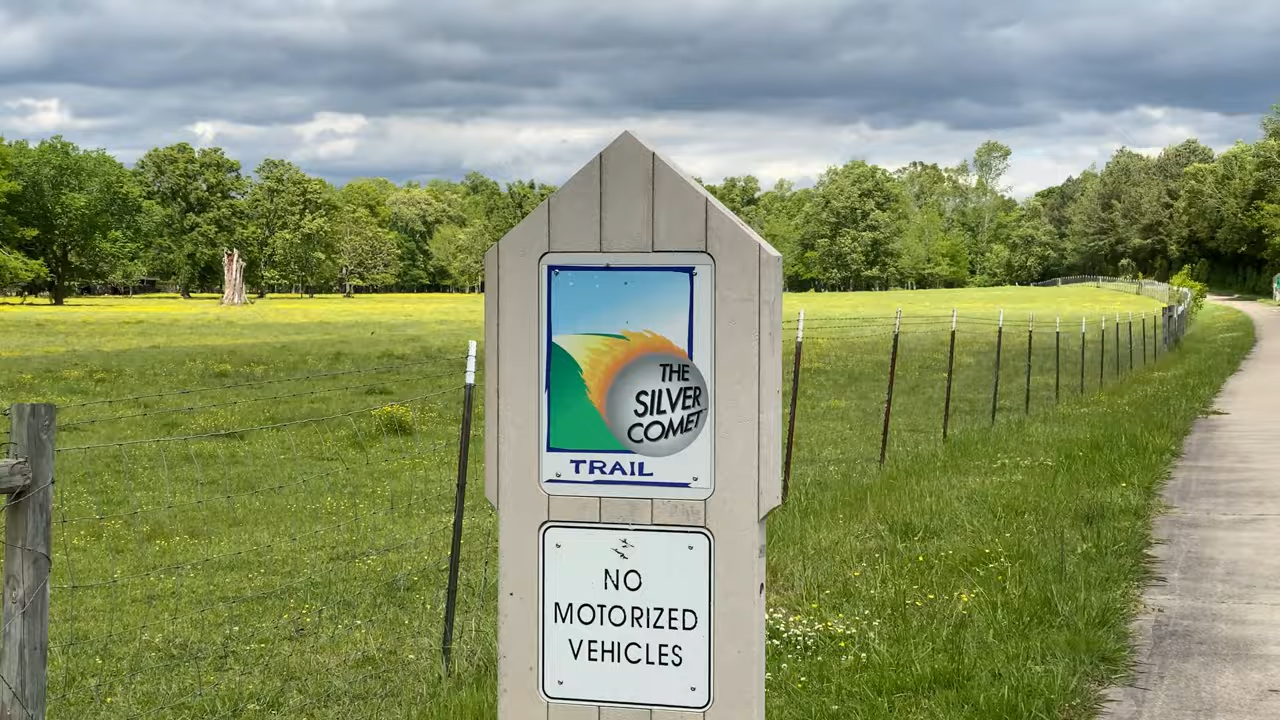 THE
SILVER
COMET
TRAIL
NO
MOTORIZED
VEHICLES